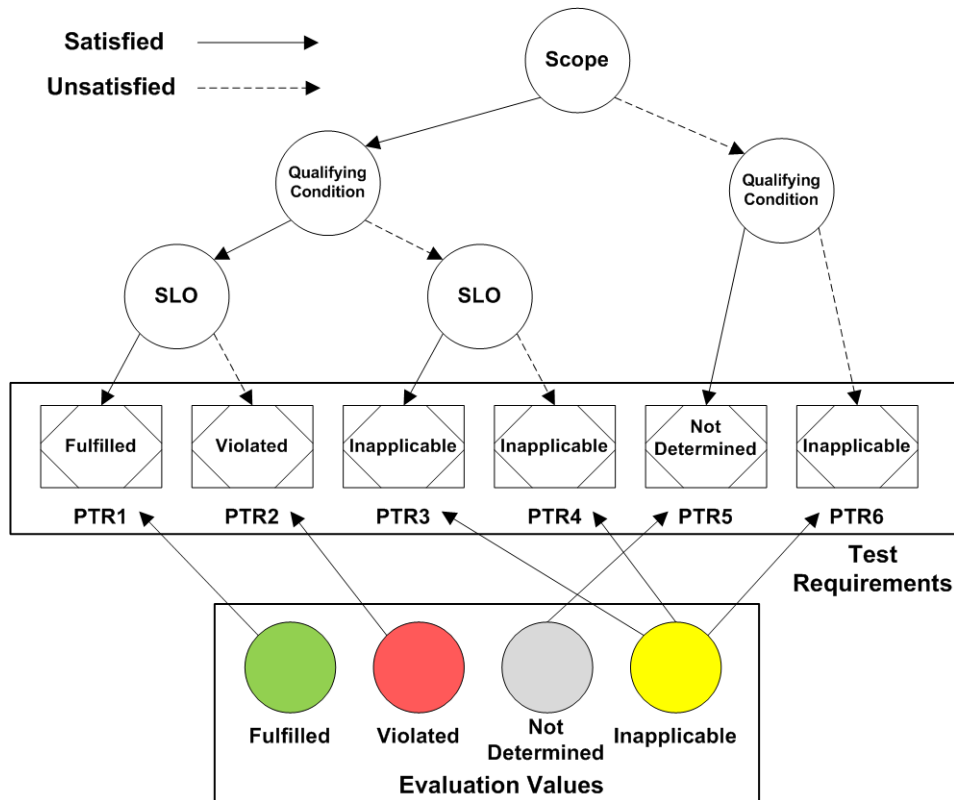 Satisfied
Unsatisfied
Scope
Qualifying
Condition
Qualifying
Condition
SLO
SLO
Fulfilled
Violated
Inapplicable
Inapplicable
Not
Determined
Inapplicable
PTR1
PTR2
PTR3
PTR4
PTR5
PTR6
Test
Requirements
Fulfilled
Violated
Not
Determined
Inapplicable
Evaluation Values